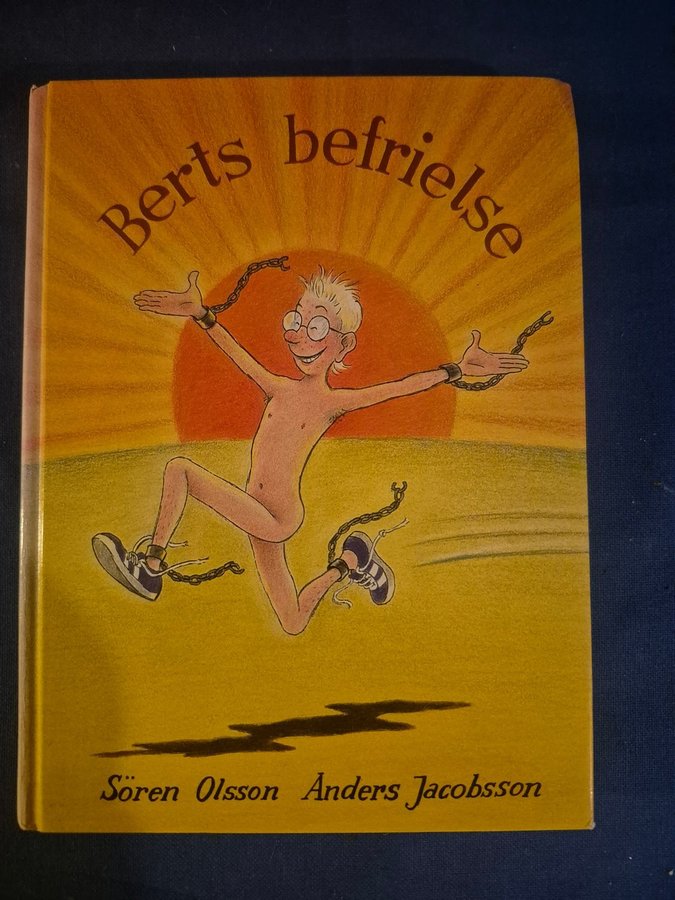 Berts befrielse
Sören Olsson Anders Jacobsson